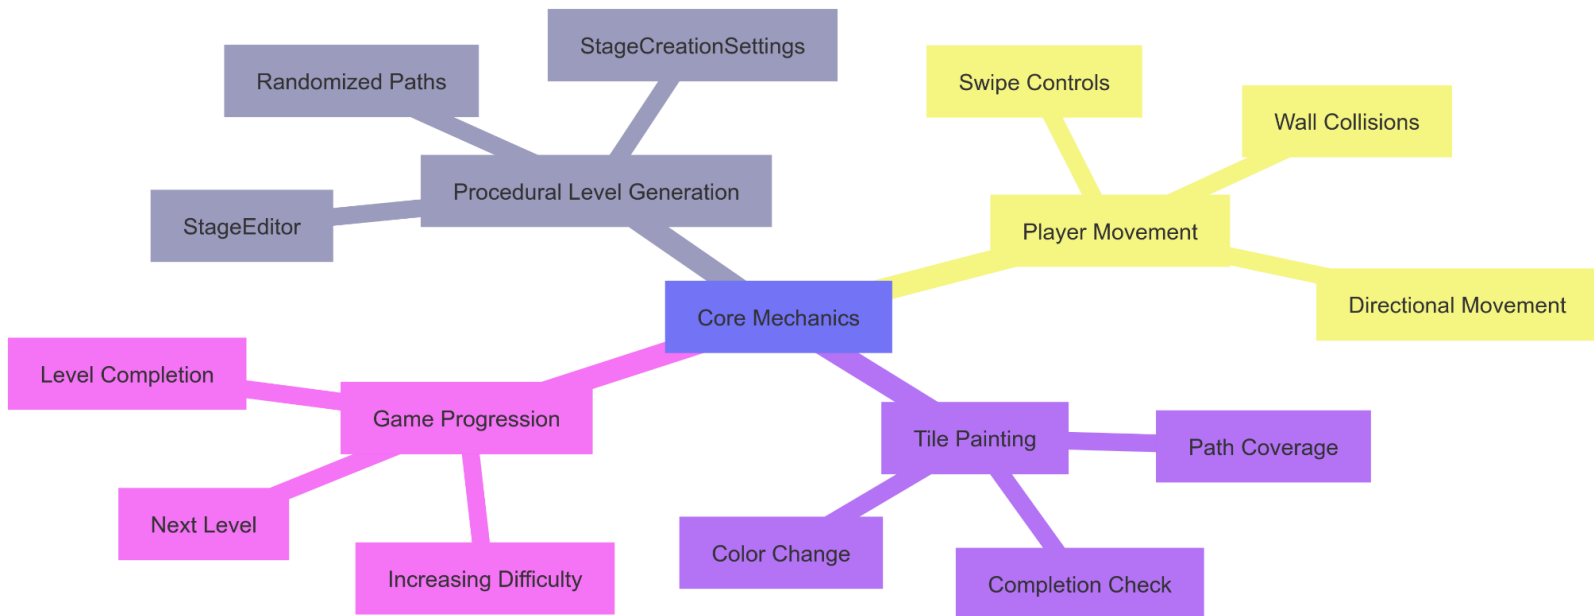 StageCreationSettings
Randomized Paths
Swipe Controls
Wall Collisions
Procedural Level Generation
StageEditor
Player Movement
Directional Movement
Core Mechanics
Level Completion
Game Progression
Tile Painting
Path Coverage
Next Level
Color Change
Increasing Difficulty
Completion Check